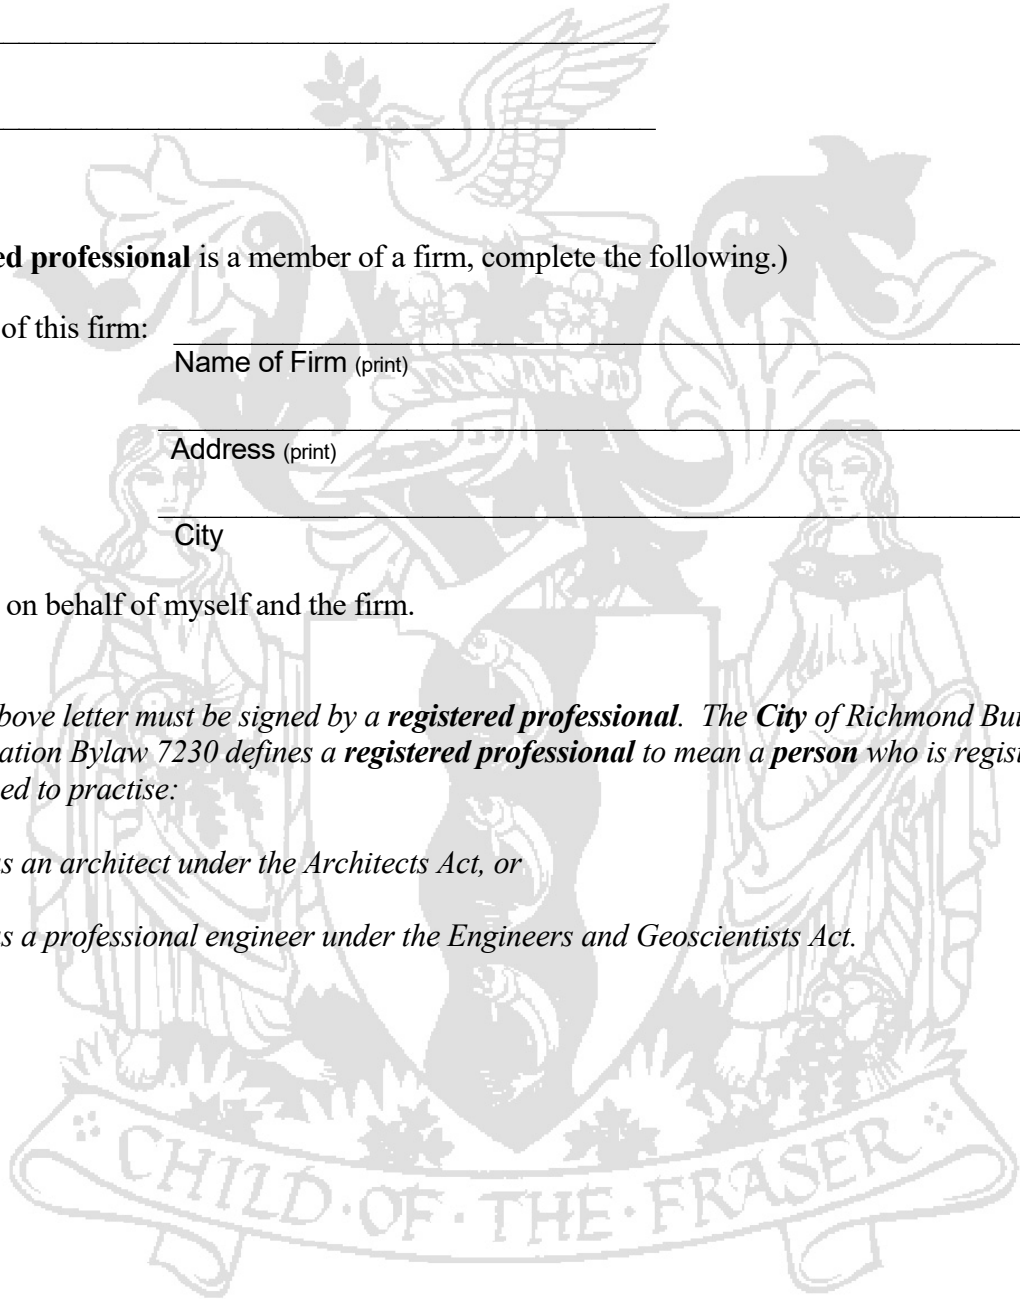 ed professional is a member of a firm, complete the following.)
of this firm:
Name of Firm (print)
Address (print)
City
on behalf of myself and the firm.
bove letter must be signed by a registered professional. The City of Richmond Bui
ation Bylaw 7230 defines a registered professional to mean a person who is regist
ed to practise:
s an architect under the Architects Act, or
s a professional engineer under the Engineers and Geoscientists Act.
CHILD·OF·THE·FRASER